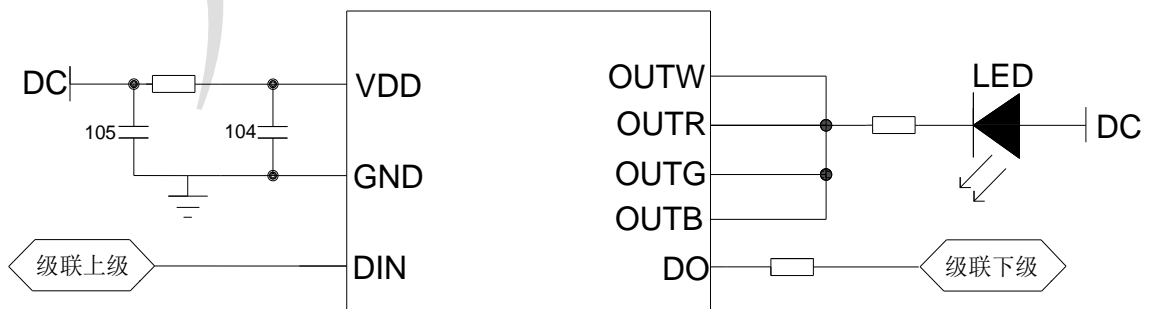 DC
105
104
VDD
GND
级联上级
DIN
OUTW
OUTR
OUTG
OUTB
DO
LED
DC
级联下级